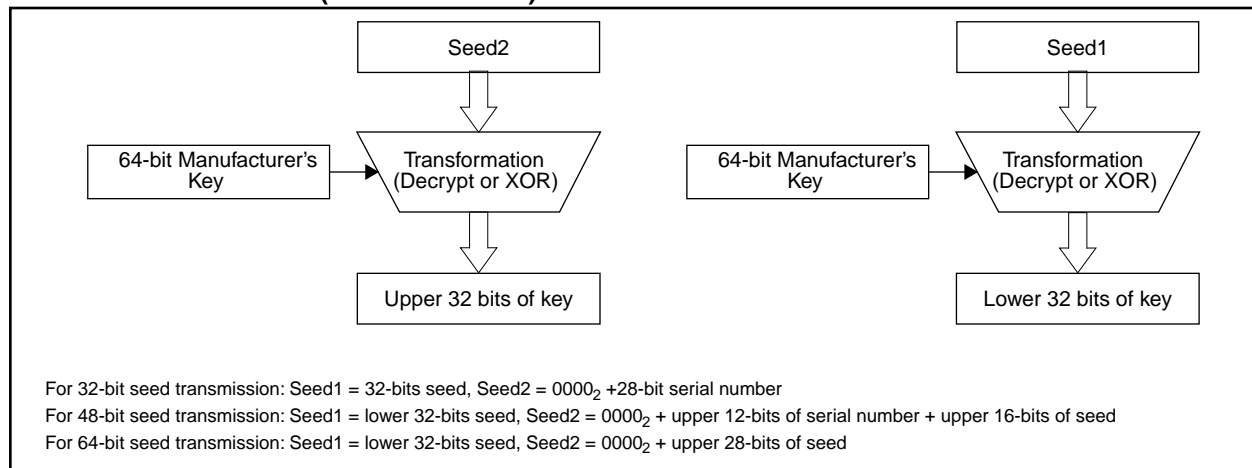 Seed2
Seed1
64-bit Manufacturer's
Key
Transformation
(Decrypt or XOR)
64-bit Manufacturer's
Key
Transformation
(Decrypt or XOR)
Upper 32 bits of key
Lower 32 bits of key
For 32-bit seed transmission: Seed1 = 32-bits seed, Seed2 = 0000₂ +28-bit serial number
For 48-bit seed transmission: Seed1 = lower 32-bits seed, Seed2 = 0000₂ + upper 12-bits of serial number + upper 16-bits of seed
For 64-bit seed transmission: Seed1 = lower 32-bits seed, Seed2 = 0000₂ + upper 28-bits of seed